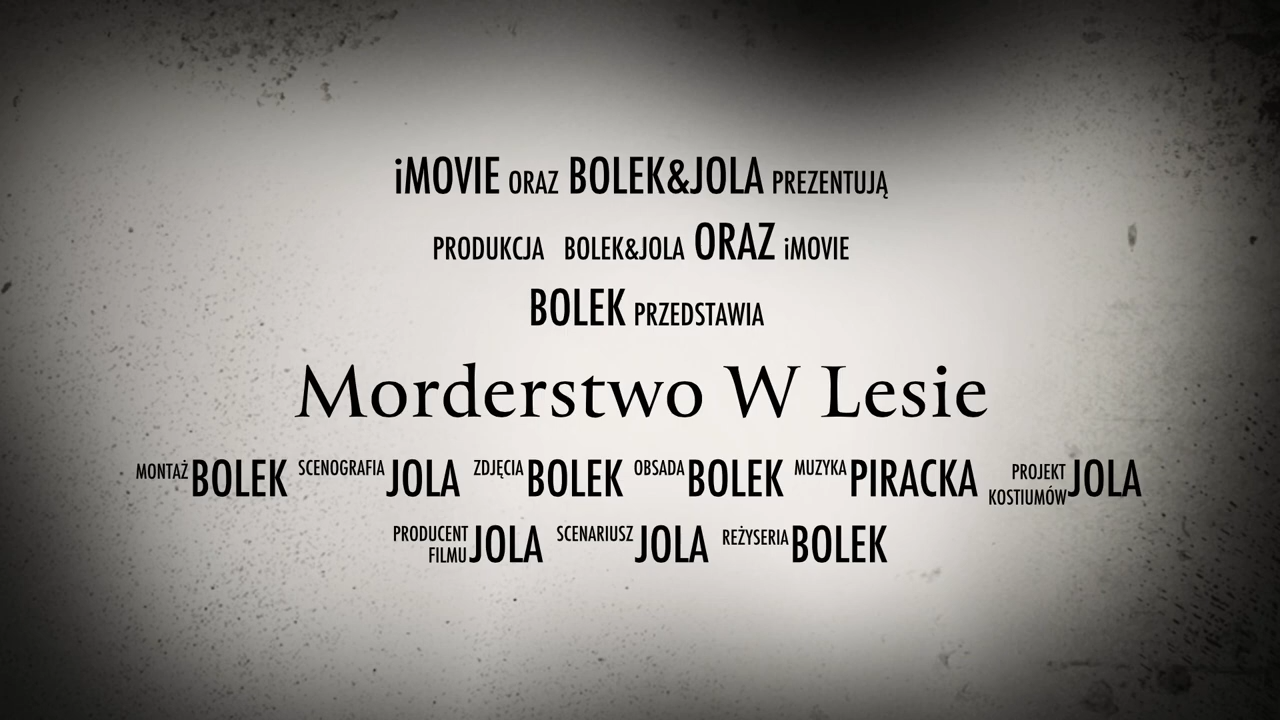 iMOVIE ORAZ BOLEK&JOLA PREZENTUJĄ
PRODUKCJA BOLEK&JOLA ORAZ iMOVIE
BOLEK PRZEDSTAWIA
Morderstwo W Lesie
MONTAŻ BOLEK SCENOGRAFIA JOLA ZDJĘCIA BOLEK OBSADA BOLEK MUZYKA PIRACKA PROJEKT KOSTIUMÓW JOLA
PRODUCENT FILMU JOLA SCENARIUSZ JOLA REŻYSERIA BOLEK